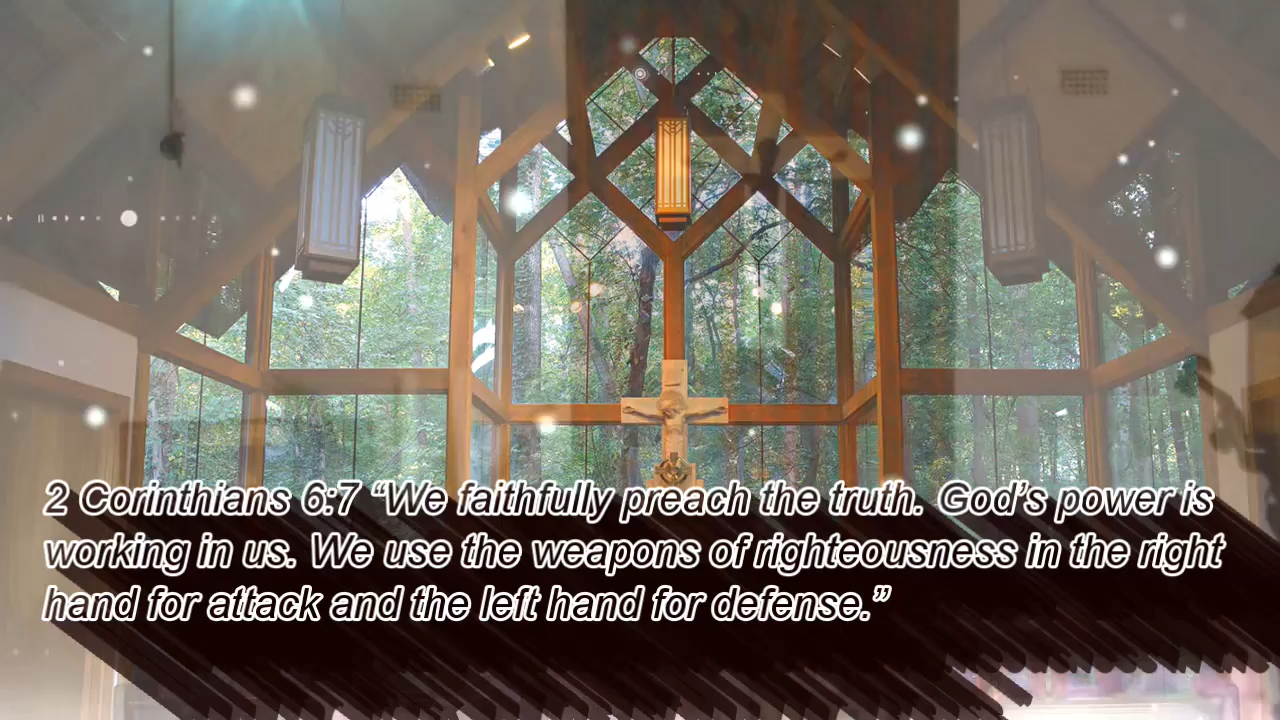 2 Corinthians 6:7 “We faithfully preach the truth. God’s power is
working in us. We use the weapons of righteousness in the right
hand for attack and the left hand for defense.”